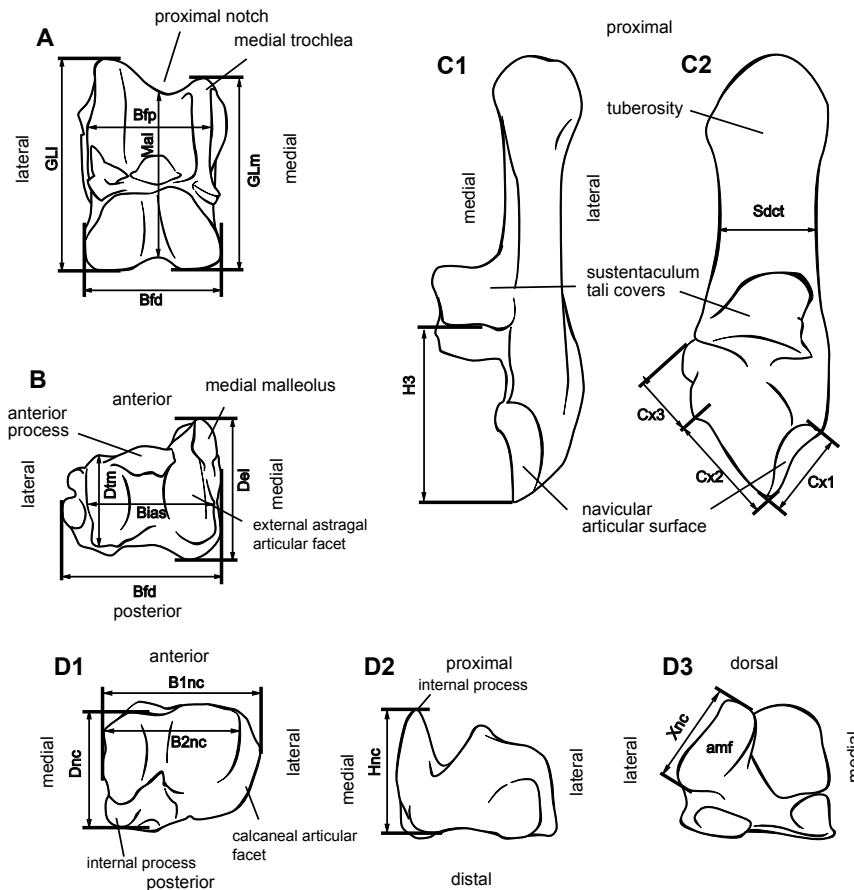 A
proximal notch
medial trochlea
lateral
GLl
Bfp
Mal
GLm
medial
Bfd
B
anterior
medial malleolus
anterior
process
lateral
Dtm
Bias
Del
medial
external astragal
articular facet
Bfd
posterior
proximal
C1
C2
tuberosity
medial
lateral
Sdct
sustentaculum
tali covers
H3
Cx3
Cx2
Cx1
navicular
articular surface
D1
anterior
B1nc
B2nc
Dnc
medial
lateral
internal process
posterior
calcaneal articular
facet
D2
proximal
internal process
Hnc
medial
lateral
distal
D3
dorsal
Xnc
amf
lateral
medial